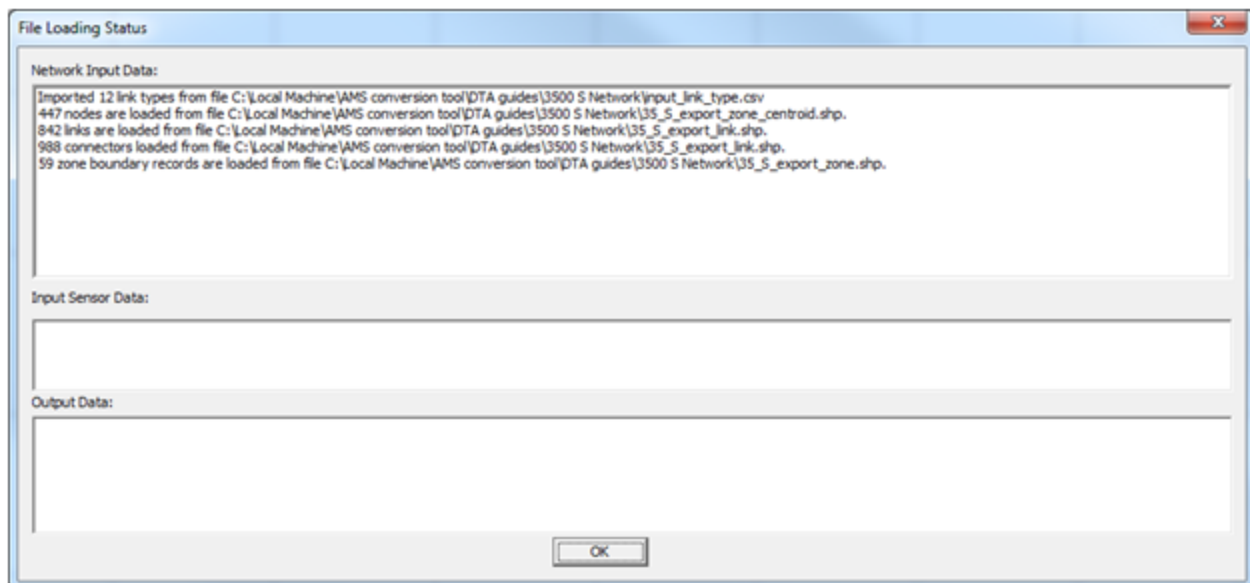 File Loading Status
Network Input Data:
Imported 12 link types from file C:\Local Machine\AMS conversion tool\DTA guides\3500 S Network\input_link_type.csv
447 nodes are loaded from file C:\Local Machine\AMS conversion tool\DTA guides\3500 S Network\35_S_export_zone_centroid.shp.
842 links are loaded from file C:\Local Machine\AMS conversion tool\DTA guides\3500 S Network\35_S_export_link.shp.
988 connectors loaded from file C:\Local Machine\AMS conversion tool\DTA guides\3500 S Network\35_S_export_link.shp.
59 zone boundary records are loaded from file C:\Local Machine\AMS conversion tool\DTA guides\3500 S Network\35_S_export_zone.shp.
Input Sensor Data:
Output Data:
OK